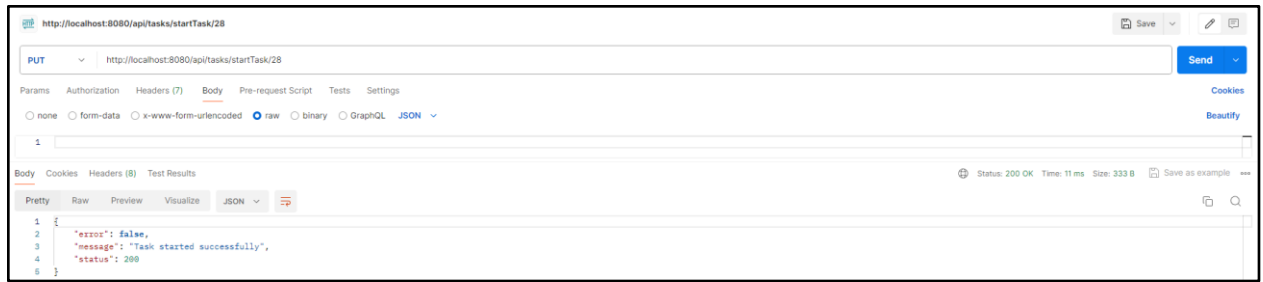 HTTP http://localhost:8080/api/tasks/startTask/28 Save
PUT http://localhost:8080/api/tasks/startTask/28 Send
Params Authorization Headers (7) Body Pre-request Script Tests Settings Cookies
none form-data x-www-form-urlencoded raw binary GraphQL JSON Beautify
1
Body Cookies Headers (8) Test Results Status: 200 OK Time: 11 ms Size: 333 B Save as example
Pretty Raw Preview Visualize JSON
1 {
2 "error": false,
3 "message": "Task started successfully",
4 "status": 200
5 }